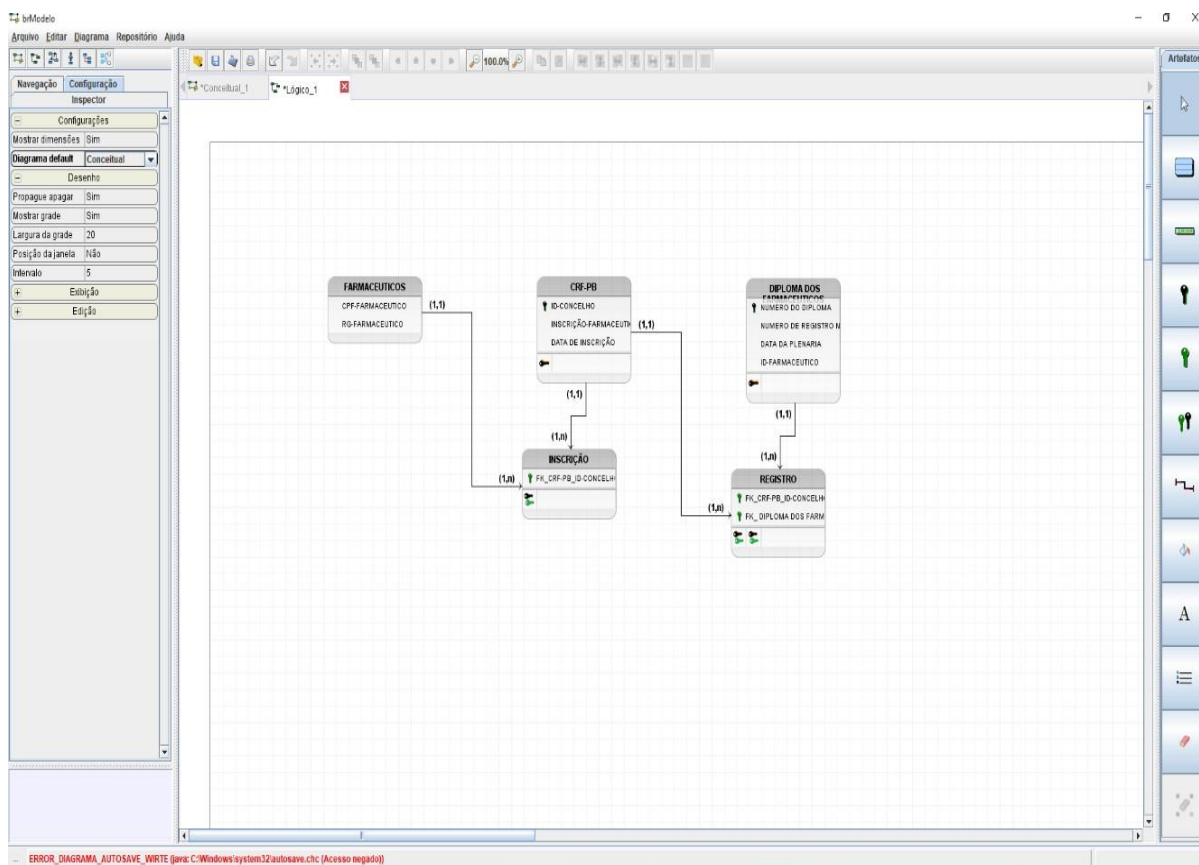 brModelo
Arquivo Editar Diagrama Repositório Ajuda
100.0%
Artefatos
Navegação Configuração
*Conceitual_1 *Lógico_1
Inspector
Configurações
Mostrar dimensões Sim
Diagrama default Conceitual
Desenho
Propague apagar Sim
Mostrar grade Sim
Largura da grade 20
Posição da janela Não
Intervalo 5
Exibição
Edição
FARMACEUTICOS
CPF-FARMACEUTICO
RG-FARMACEUTICO
(1,1)
CRF-PB
ID-CONCELHO
INSCRIÇÃO-FARMACEUTI
DATA DE INSCRIÇÃO
(1,1)
(1,1)
DIPLOMA DOS
FARMACEUTICOS
NUMERO DO DIPLOMA
NUMERO DE REGISTRO N
DATA DA PLENARIA
ID-FARMACEUTICO
(1,1)
(1,n)
(1,n)
INSCRIÇÃO
FK_CRF-PB_ID-CONCELH
(1,n)
(1,n)
REGISTRO
FK_CRF-PB_ID-CONCELH
FK_DIPLOMA DOS FARM
A
... ERROR_DIAGRAMA_AUTOSAVE_WIRTE (java: C:\Windows\system32\autosave.chc (Acesso negado))